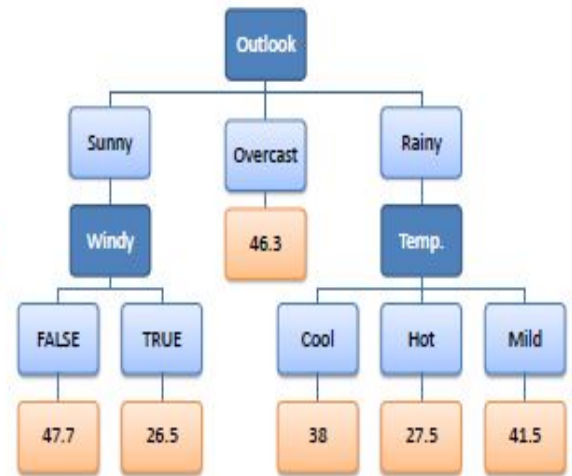 Outlook
Sunny
Overcast
Rainy
Windy
46.3
Temp.
FALSE
TRUE
Cool
Hot
Mild
47.7
26.5
38
27.5
41.5